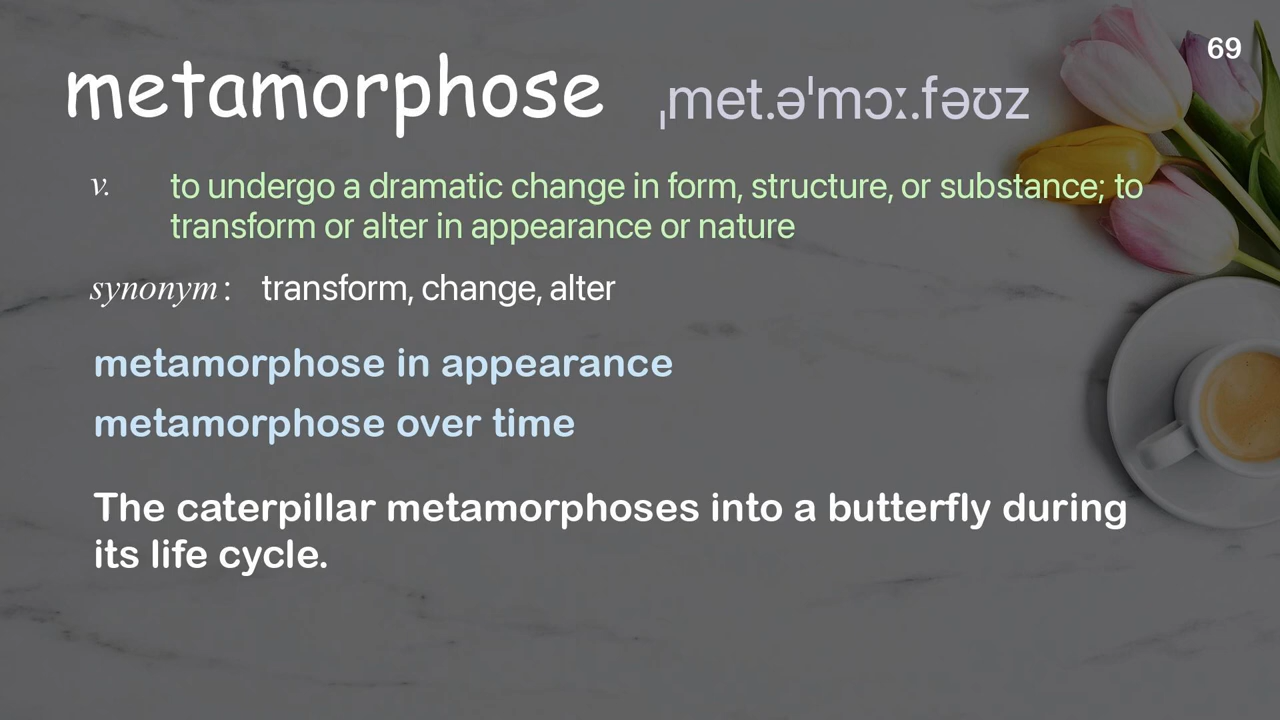 69
metamorphose ˌmet.əˈmɔː.fəʊz
v. to undergo a dramatic change in form, structure, or substance; to
transform or alter in appearance or nature
synonym : transform, change, alter
metamorphose in appearance
metamorphose over time
The caterpillar metamorphoses into a butterfly during
its life cycle.